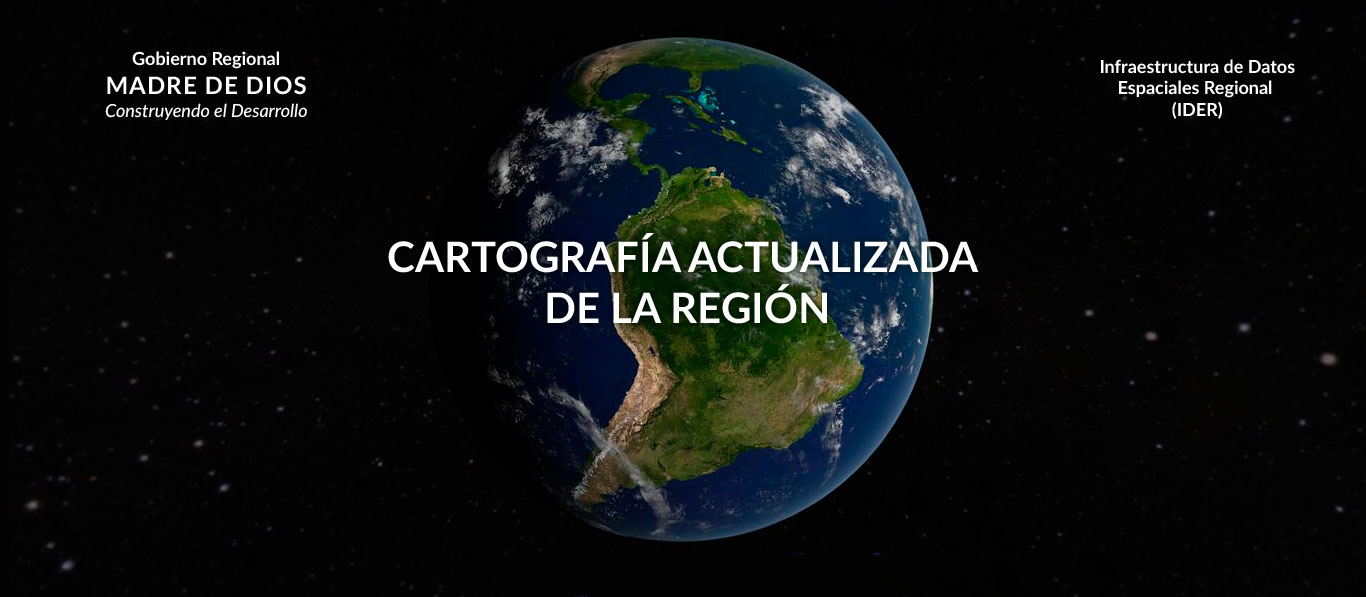 Gobierno Regional
MADRE DE DIOS
Construyendo el Desarrollo
Infraestructura de Datos
Espaciales Regional
(IDER)
CARTOGRAFÍA ACTUALIZADA
DE LA REGIÓN